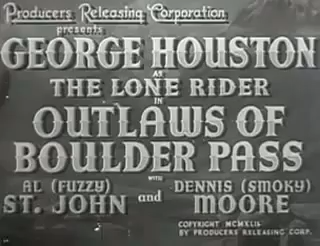 Producers Releasing Corporation
presents
GEORGE HOUSTON
AS
THE LONE RIDER
IN
OUTLAWS OF
BOULDER PASS
WITH
AL (FUZZY)
ST. JOHN
and
DENNIS (SMOKY)
MOORE
COPYRIGHT MCMXLII
BY PRODUCERS RELEASING CORP.